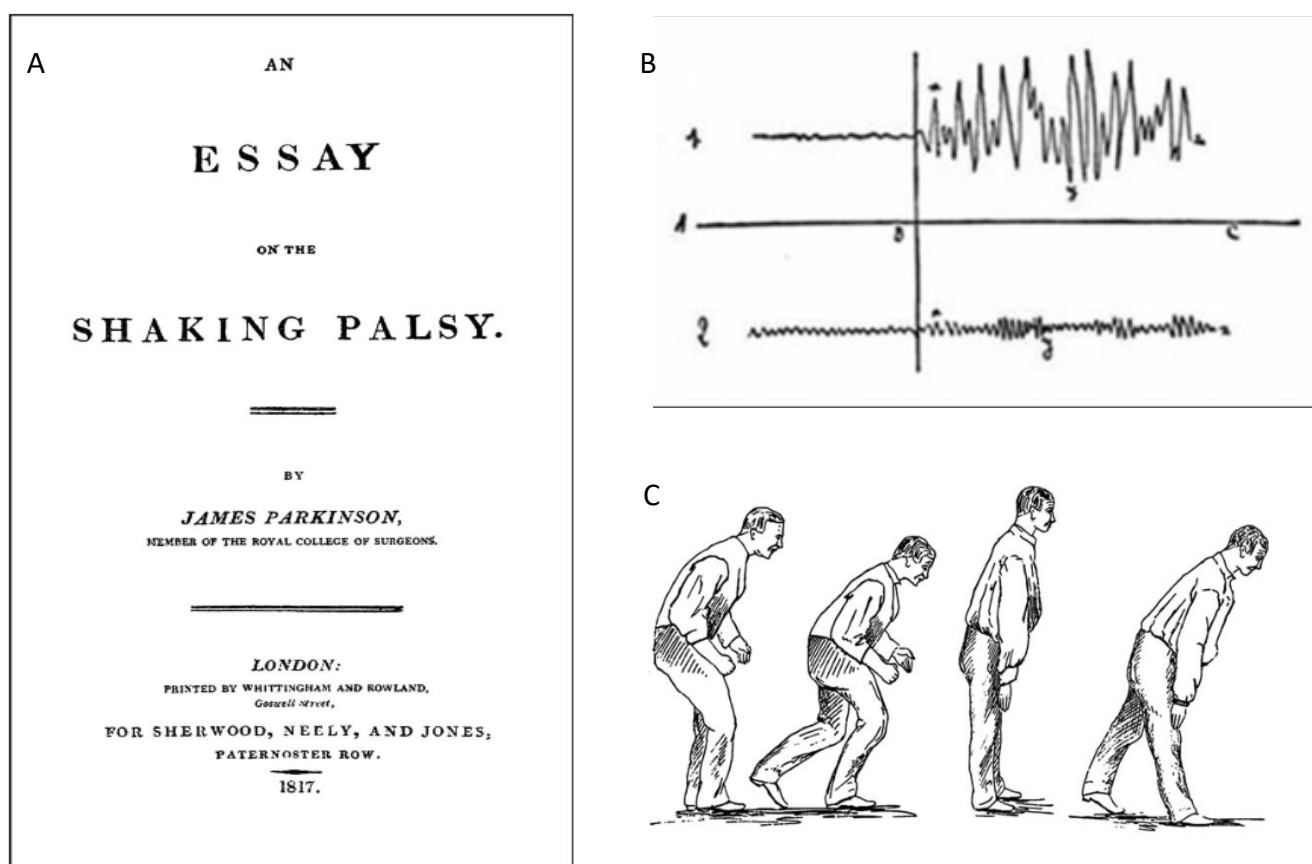 A
AN
ESSAY
ON THE
SHAKING PALSY.
BY
JAMES PARKINSON,
MEMBER OF THE ROYAL COLLEGE OF SURGEONS.
LONDON:
PRINTED BY WHITTINGHAM AND ROWLAND,
Goswell Street,
FOR SHERWOOD, NEELY, AND JONES,
PATERNOSTER ROW.
1817.
B
C
C